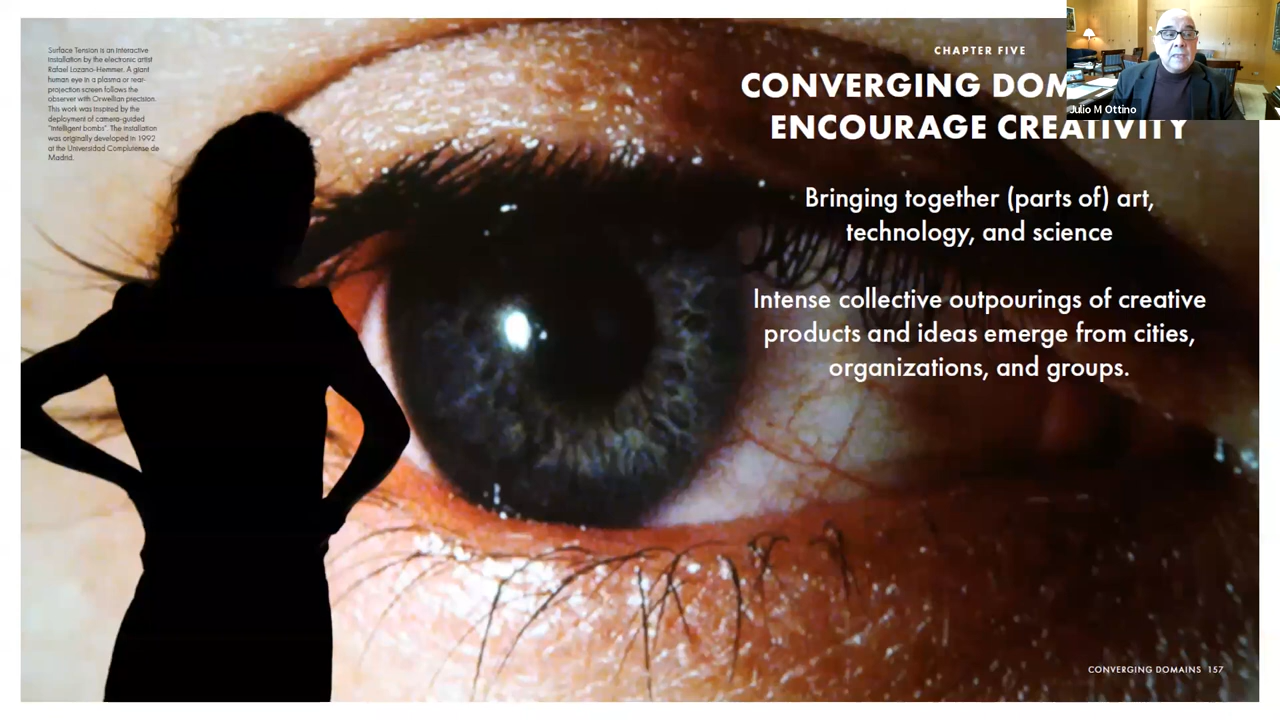 Surface Tension is an interactive
installation by the electronic artist
Rafael Lozano-Hemmer. A giant
human eye in a plasma or rear-
projection screen follows the
observer with Orwellian precision.
This work was inspired by the
deployment of camera-guided
"intelligent bombs". The installation
was originally developed in 1992
at the Universidad Complutense de
Madrid.
CHAPTER FIVE
CONVERGING DOM
ENCOURAGE CREATIVITY
Julio M Ottino
Bringing together (parts of) art,
technology, and science
Intense collective outpourings of creative
products and ideas emerge from cities,
organizations, and groups.
CONVERGING DOMAINS 157